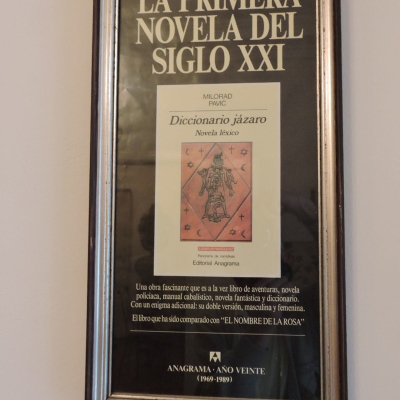 LA PRIMERA
NOVELA DEL
SIGLO XXI
MILORAD
PAVIĆ
Diccionario jázaro
Novela léxico
Panorama de narrativas
Editorial Anagrama
Una obra fascinante que es a la vez libro de aventuras, novela
policíaca, manual cabalístico, novela fantástica y diccionario.
Con un enigma adicional: su doble versión, masculina y femenina.
El libro que ha sido comparado con "EL NOMBRE DE LA ROSA"
ANAGRAMA - AÑO VEINTE
(1969-1989)